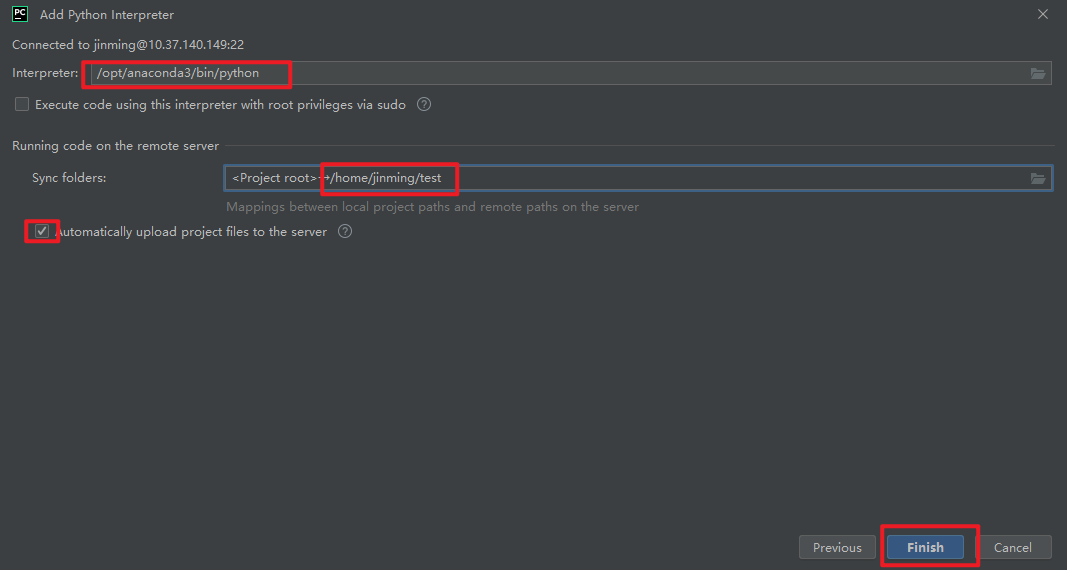 PC Add Python Interpreter
Connected to jinming@10.37.140.149:22
Interpreter: /opt/anaconda3/bin/python
Execute code using this interpreter with root privileges via sudo ?
Running code on the remote server
Sync folders: <Project root>→/home/jinming/test
Mappings between local project paths and remote paths on the server
Automatically upload project files to the server ?
Previous Finish Cancel